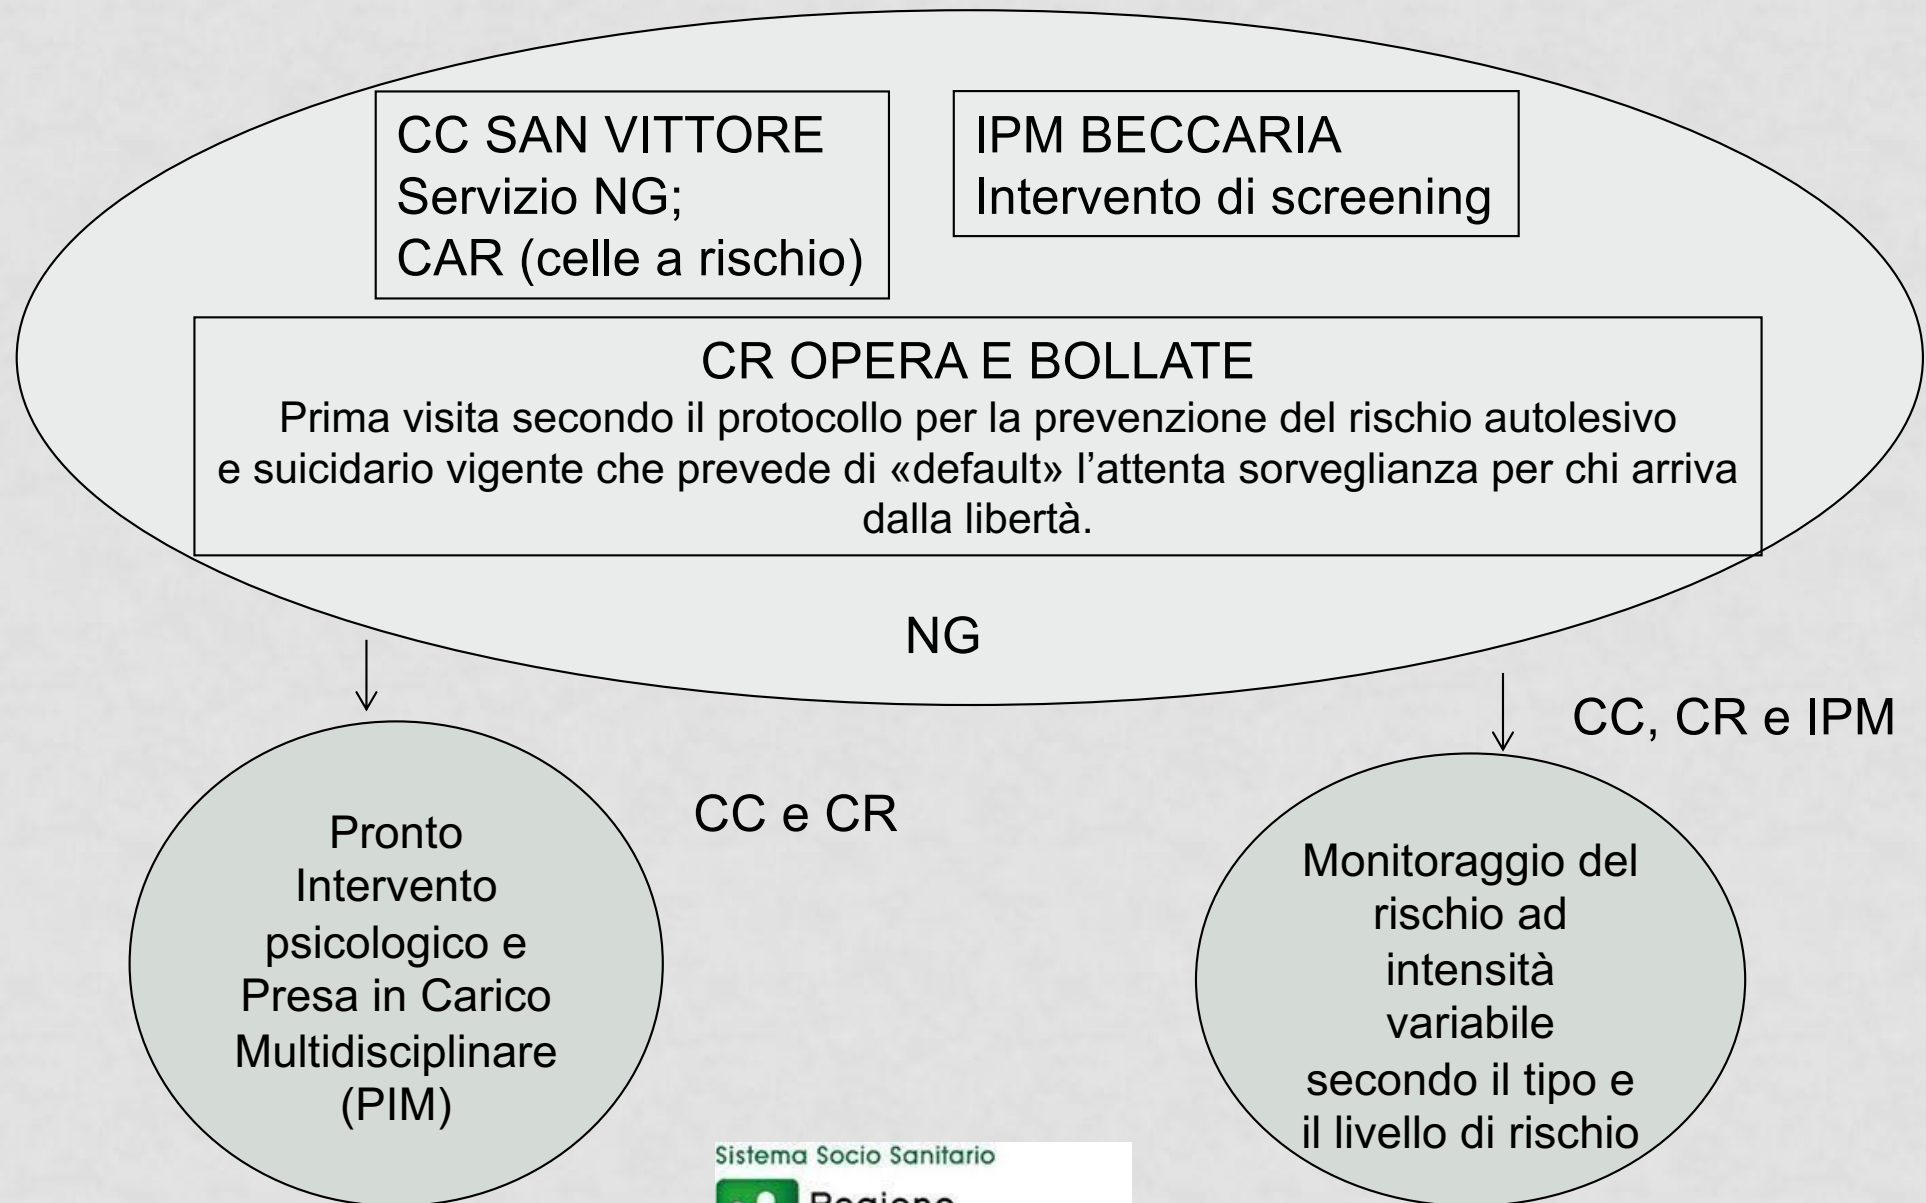 CC SAN VITTORE
Servizio NG;
CAR (celle a rischio)
IPM BECCARIA
Intervento di screening
CR OPERA E BOLLATE
Prima visita secondo il protocollo per la prevenzione del rischio autolesivo
e suicidario vigente che prevede di «default» l’attenta sorveglianza per chi arriva
dalla libertà.
NG
CC, CR e IPM
CC e CR
Pronto
Intervento
psicologico e
Presa in Carico
Multidisciplinare
(PIM)
Monitoraggio del
rischio ad
intensità
variabile
secondo il tipo e
il livello di rischio
Sistema Socio Sanitario
Regione